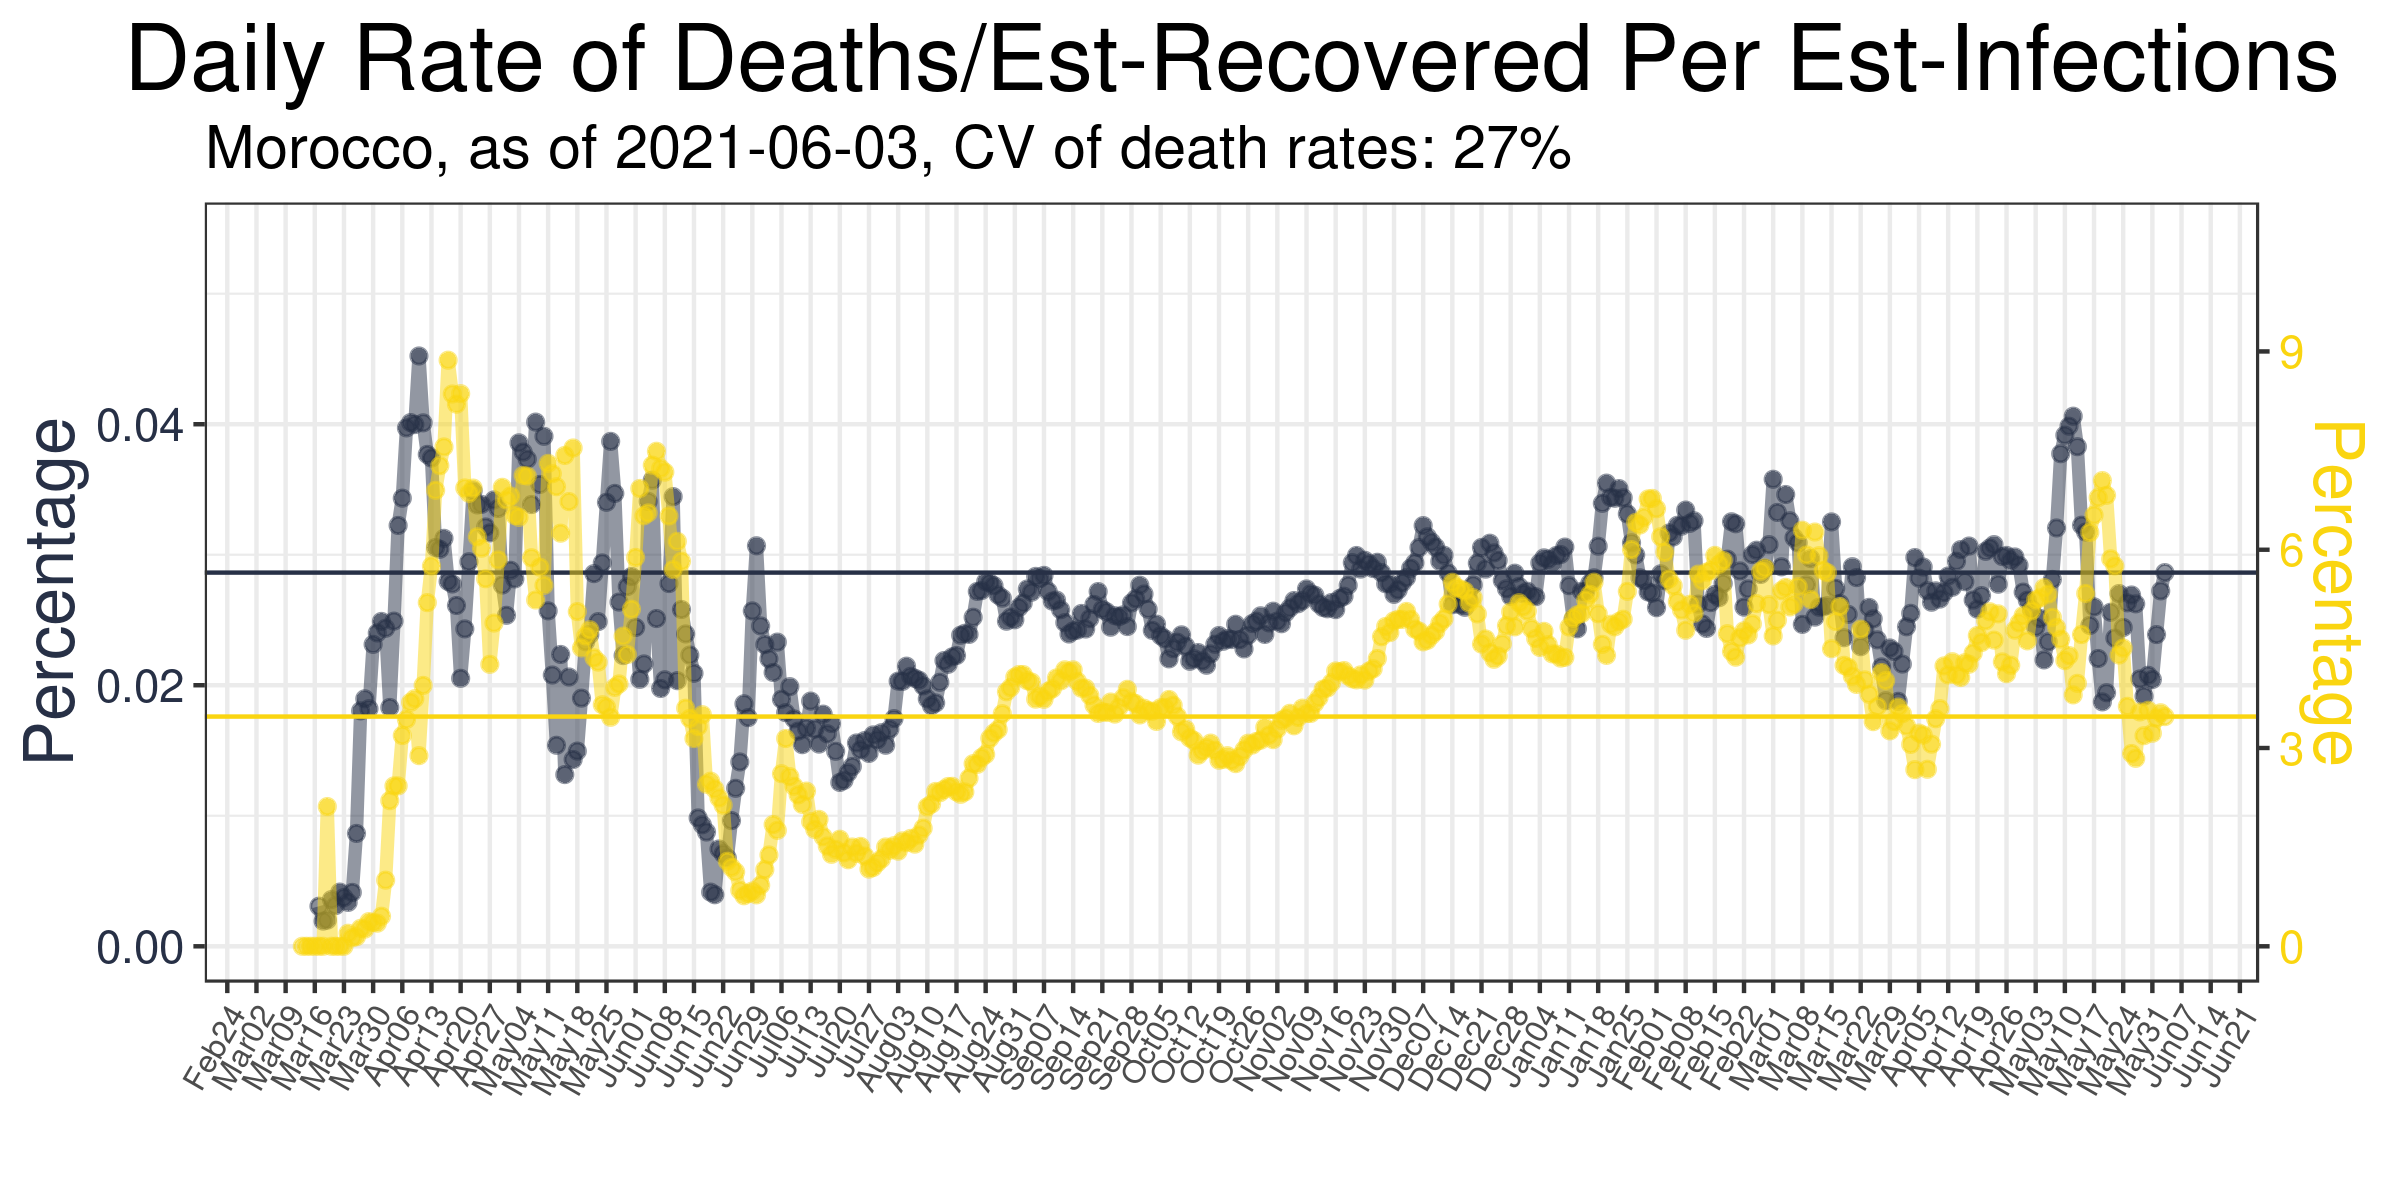 Daily Rate of Deaths/Est-Recovered Per Est-Infections
Morocco, as of 2021-06-03, CV of death rates: 27%
Percentage
0.04
0.02
0.00
9
6
3
0
Percentage
Feb24
Mar02
Mar09
Mar16
Mar23
Mar30
Apr06
Apr13
Apr20
Apr27
May04
May11
May18
May25
Jun01
Jun08
Jun15
Jun22
Jun29
Jul06
Jul13
Jul20
Jul27
Aug03
Aug10
Aug17
Aug24
Aug31
Sep07
Sep14
Sep21
Sep28
Oct05
Oct12
Oct19
Oct26
Nov02
Nov09
Nov16
Nov23
Nov30
Dec07
Dec14
Dec21
Dec28
Jan04
Jan11
Jan18
Jan25
Feb01
Feb08
Feb15
Feb22
Mar01
Mar08
Mar15
Mar22
Mar29
Apr05
Apr12
Apr19
Apr26
May03
May10
May17
May24
May31
Jun07
Jun14
Jun21